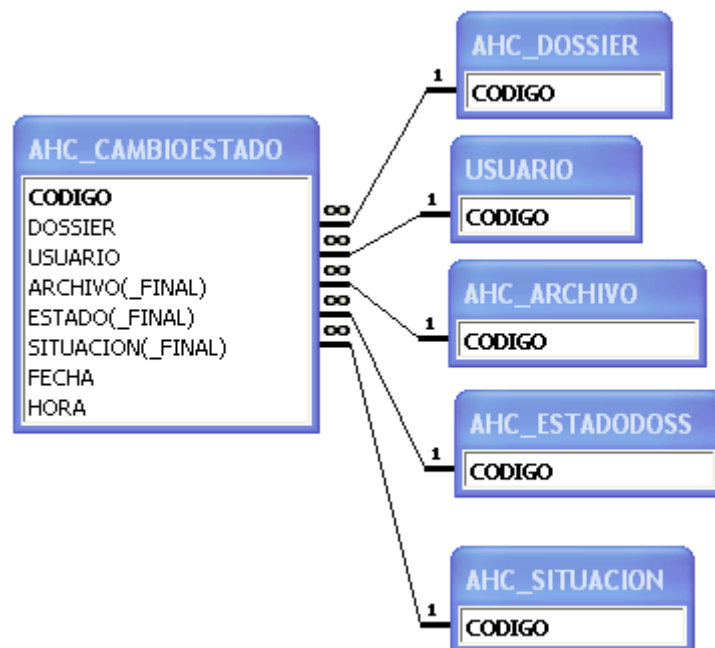 AHC_CAMBIOESTADO
CODIGO
DOSSIER
USUARIO
ARCHIVO(_FINAL)
ESTADO(_FINAL)
SITUACION(_FINAL)
FECHA
HORA
∞
∞
∞
∞
∞
1
AHC_DOSSIER
CODIGO
1
USUARIO
CODIGO
1
AHC_ARCHIVO
CODIGO
1
AHC_ESTADODOSS
CODIGO
1
AHC_SITUACION
CODIGO